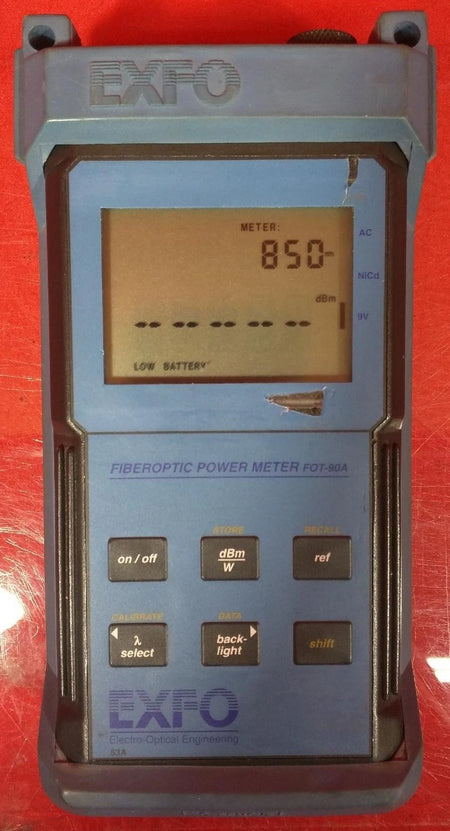 EXFO
METER:
850
AC
NiCd
dBm
-- -- -- -- --
9V
LOW BATTERY
FIBEROPTIC POWER METER FOT-90A
STORE RECALL
on / off dBm/W ref
CALIBRATE DATA
λ select back-light shift
EXFO
Electro-Optical Engineering
53A